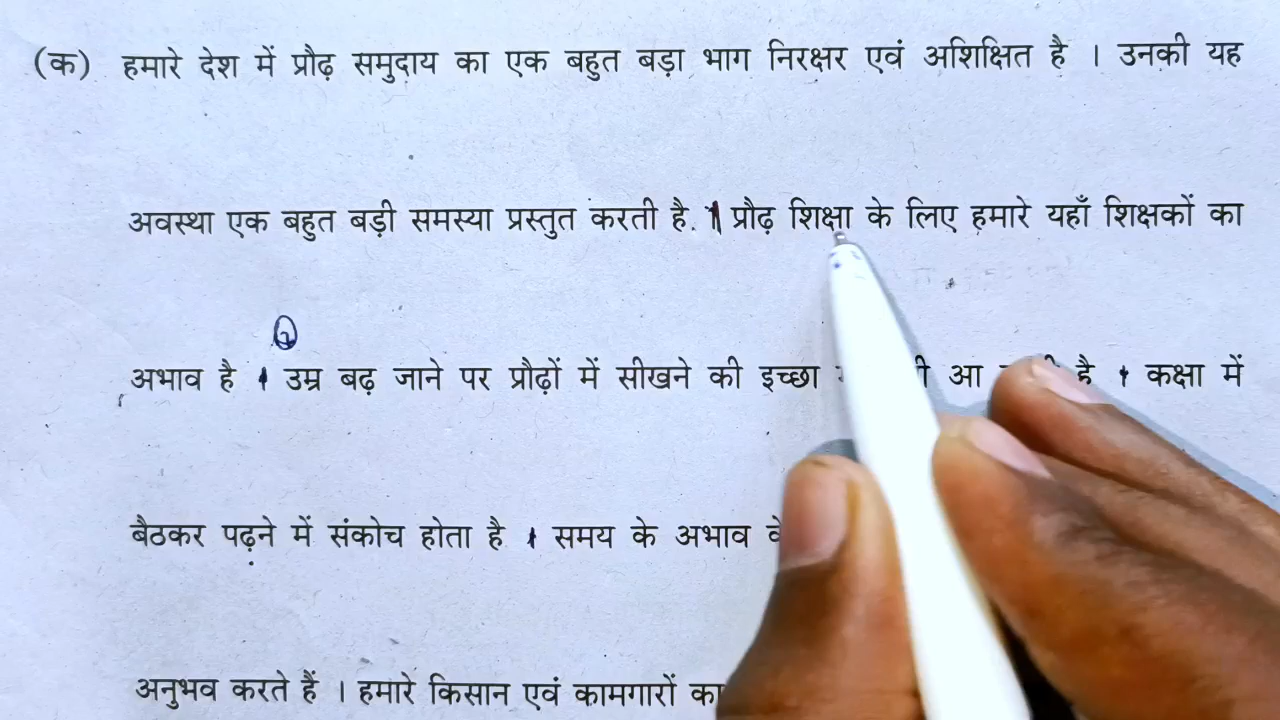 (क) हमारे देश में प्रौढ़ समुदाय का एक बहुत बड़ा भाग निरक्षर एवं अशिक्षित है । उनकी यह
अवस्था एक बहुत बड़ी समस्या प्रस्तुत करती है. । प्रौढ़ शिक्षा के लिए हमारे यहाँ शिक्षकों का
अभाव है । उम्र बढ़ जाने पर प्रौढ़ों में सीखने की इच्छा आ है । कक्षा में
बैठकर पढ़ने में संकोच होता है । समय के अभाव
अनुभव करते हैं । हमारे किसान एवं कामगारों का